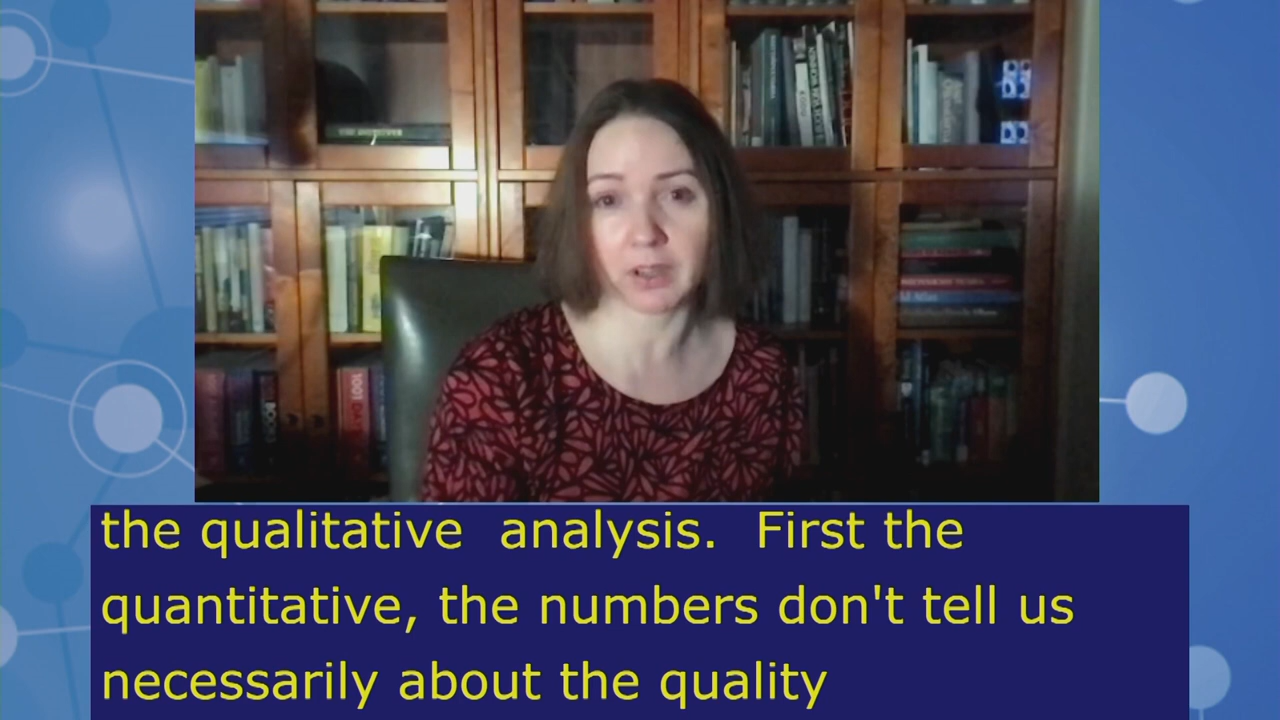 the qualitative  analysis.  First the
quantitative, the numbers don't tell us
necessarily about the quality